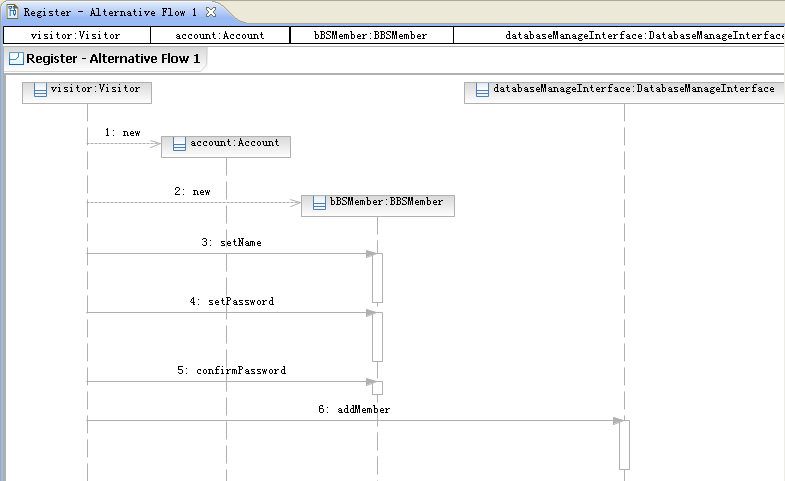 Register - Alternative Flow 1
visitor:Visitor account:Account bBSMember:BBSMember databaseManageInterface:DatabaseManageInterface
Register - Alternative Flow 1
visitor:Visitor databaseManageInterface:DatabaseManageInterface
1: new
account:Account
2: new
bBSMember:BBSMember
3: setName
4: setPassword
5: confirmPassword
6: addMember